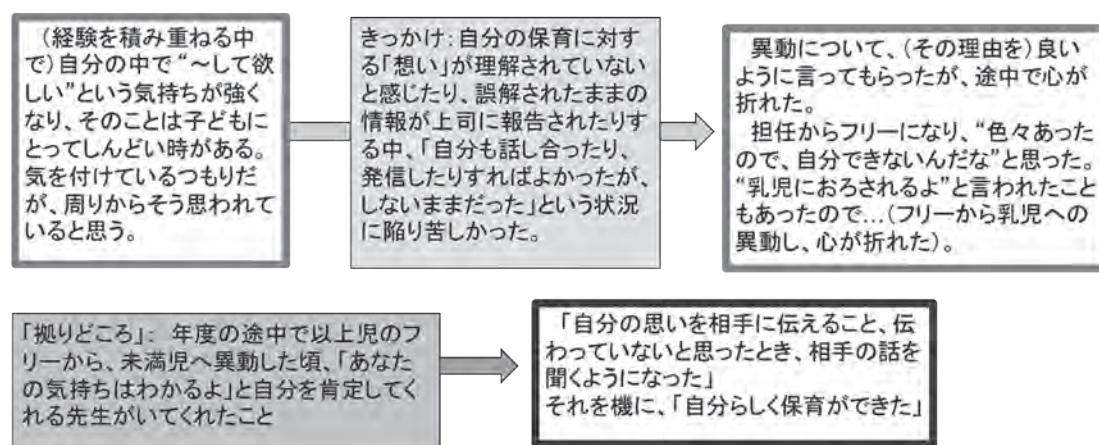 （経験を積み重ねる中
で）自分の中で“～して欲
しい”という気持ちが強く
なり、そのことは子どもに
とってしんどい時がある。
気を付けているつもりだ
が、周りからそう思われて
いると思う。
きっかけ：自分の保育に対す
る「想い」が理解されていない
と感じたり、誤解されたままの
情報が上司に報告されたりす
る中、「自分も話し合ったり、
発信したりすればよかったが、
しないままだった」という状況
に陥り苦しかった。
異動について、（その理由を）良い
ように言ってもらったが、途中で心が
折れた。
担任からフリーになり、“色々あった
ので、自分できないんだな”と思った。
“乳児におろされるよ”と言われたこと
もあったので…（フリーから乳児への
異動し、心が折れた）。
「拠りどころ」： 年度の途中で以上児のフ
リーから、未満児へ異動した頃、「あなた
の気持ちはわかるよ」と自分を肯定してく
れる先生がいてくれたこと
「自分の思いを相手に伝えること、伝
わっていないと思ったとき、相手の話を
聞くようになった」
それを機に、「自分らしく保育ができた」